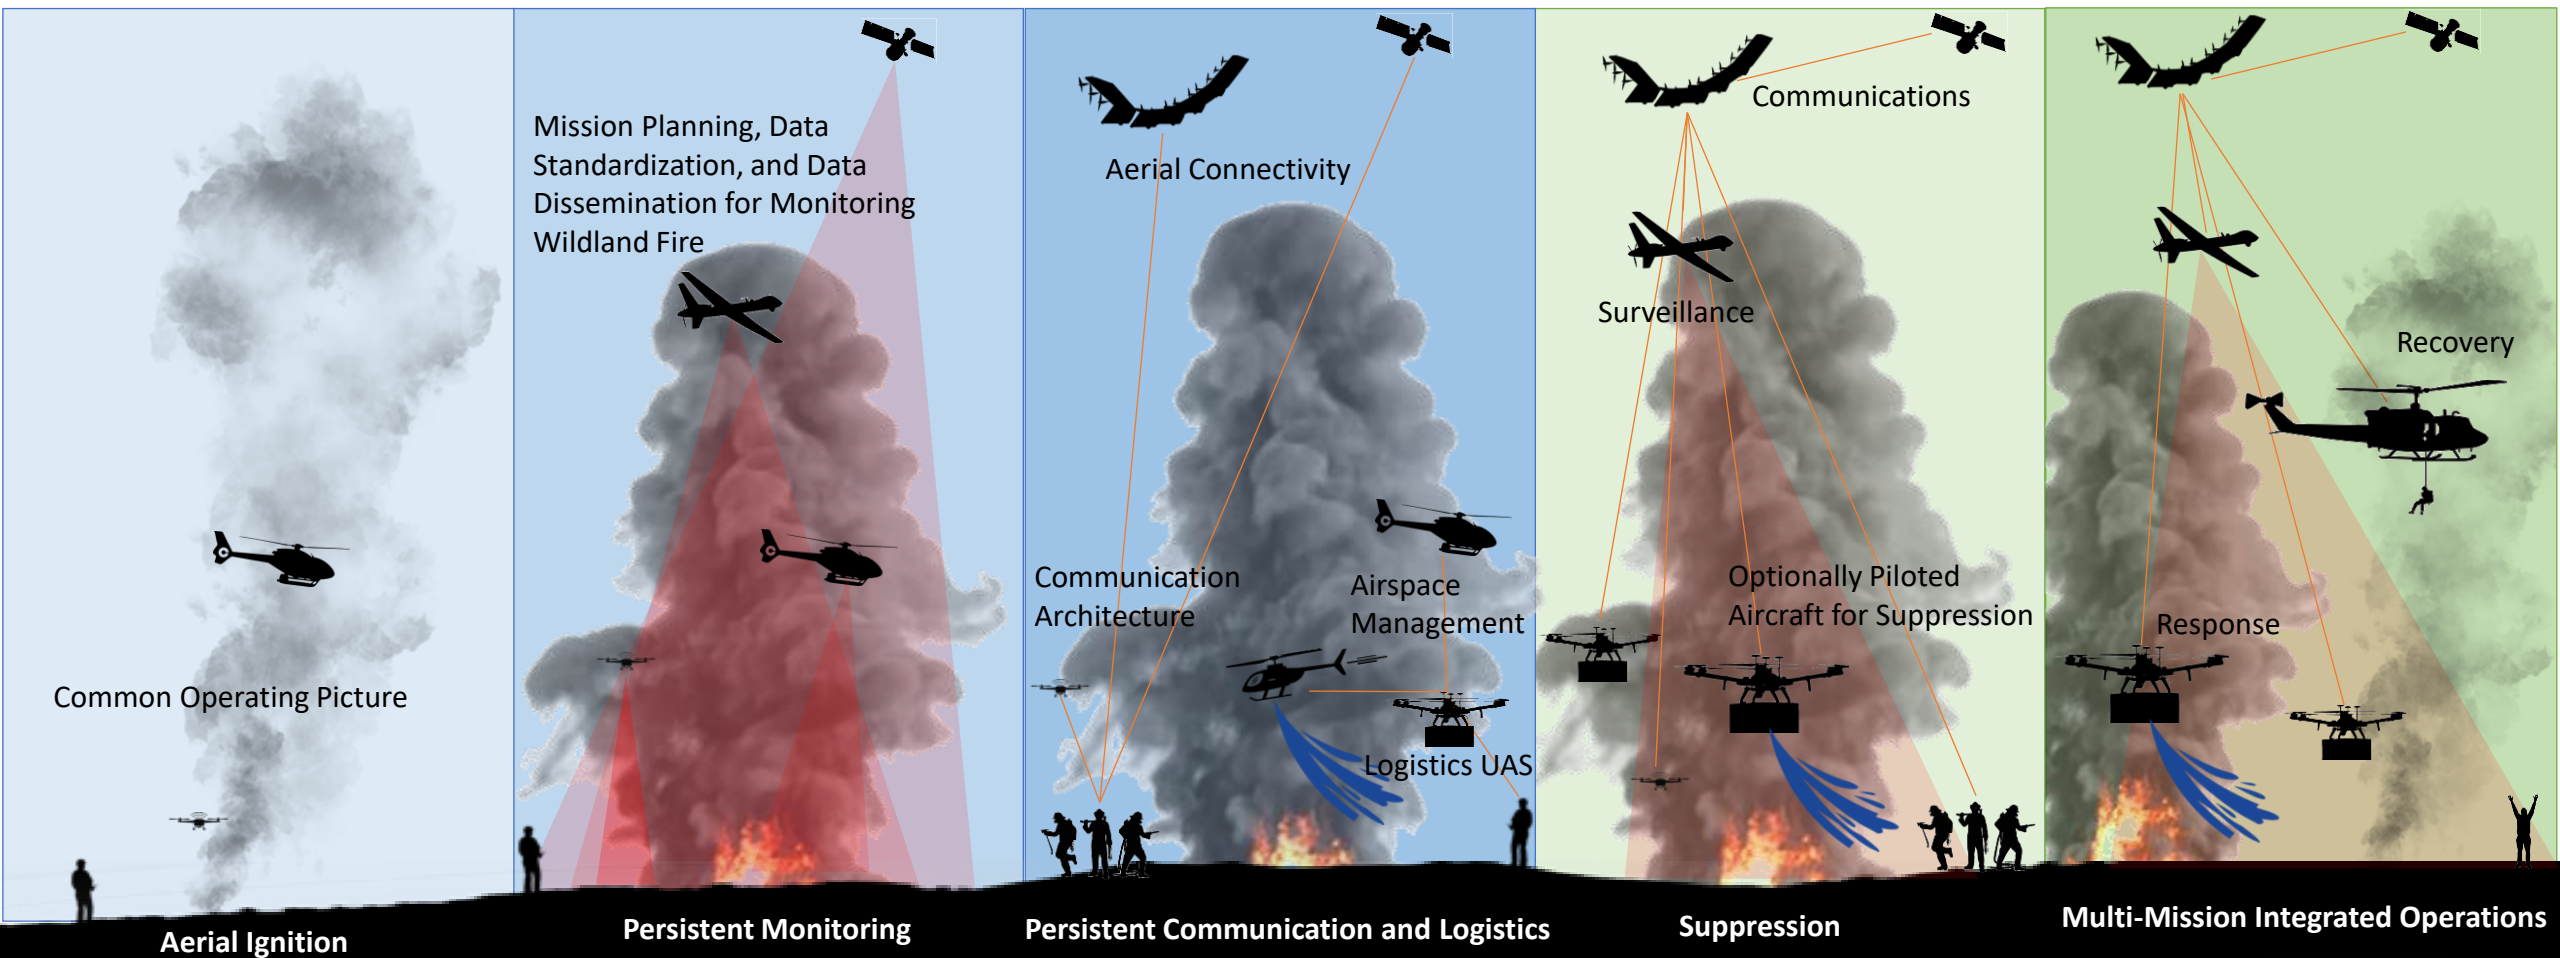 Common Operating Picture
Aerial Ignition
Mission Planning, Data
Standardization, and Data
Dissemination for Monitoring
Wildland Fire
Persistent Monitoring
Aerial Connectivity
Communication
Architecture
Airspace
Management
Logistics UAS
Persistent Communication and Logistics
Communications
Surveillance
Optionally Piloted
Aircraft for Suppression
Suppression
Recovery
Response
Multi-Mission Integrated Operations